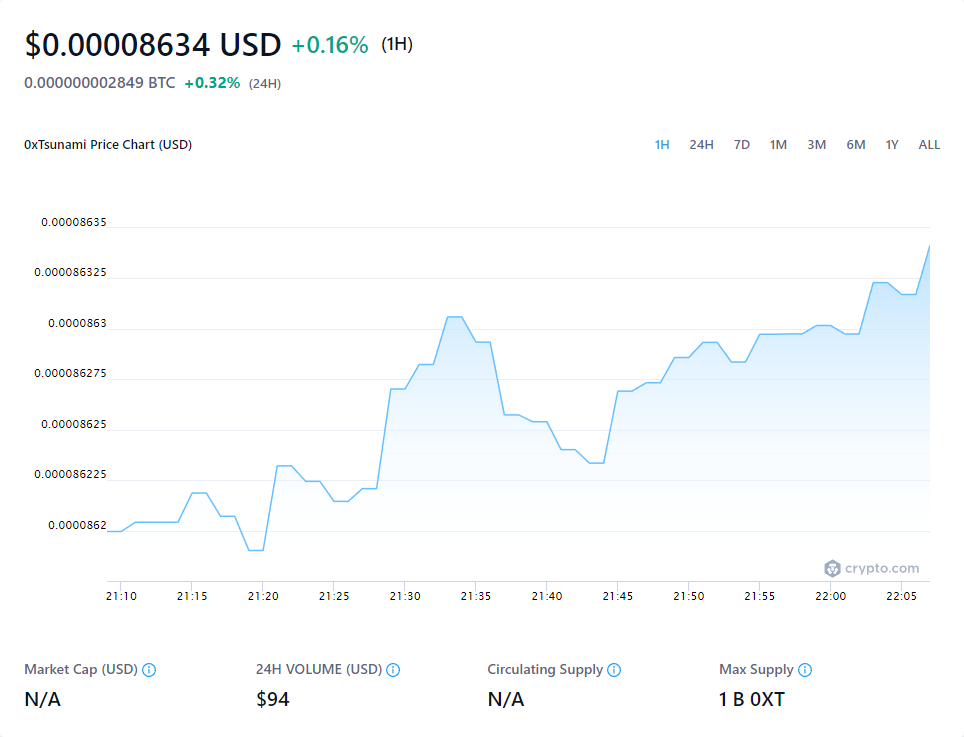 $0.00008634 USD +0.16% (1H)
0.000000002849 BTC +0.32% (24H)
0xTsunami Price Chart (USD) 1H 24H 7D 1M 3M 6M 1Y ALL
0.00008635
0.000086325
0.0000863
0.000086275
0.00008625
0.000086225
0.0000862
crypto.com
21:10 21:15 21:20 21:25 21:30 21:35 21:40 21:45 21:50 21:55 22:00 22:05
Market Cap (USD) 24H VOLUME (USD) Circulating Supply Max Supply
N/A $94 N/A 1 B 0XT